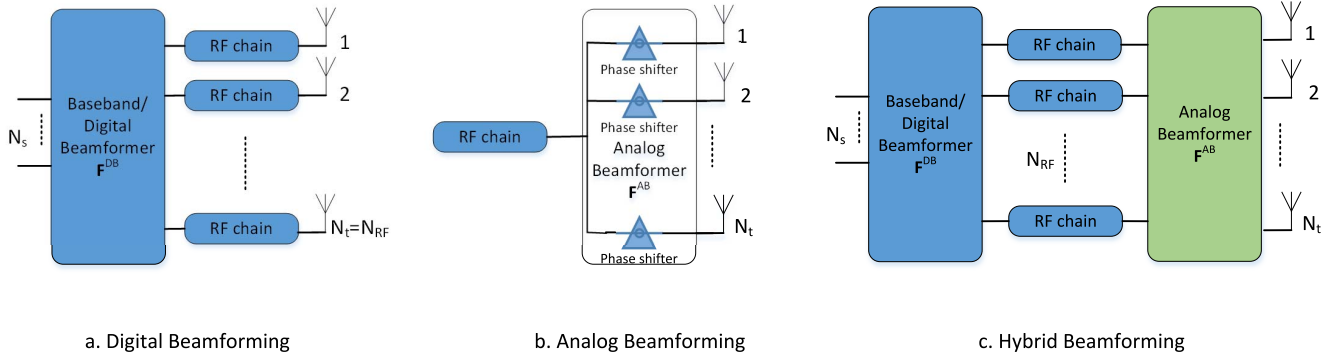 RF chain
1
RF chain
2
Baseband/
Digital
Beamformer
F^DB
N_s
RF chain
N_t=N_RF
a. Digital Beamforming
RF chain
Phase shifter
1
Phase shifter
2
Analog
Beamformer
F^AB
Phase shifter
N_t
b. Analog Beamforming
N_s
Baseband/
Digital
Beamformer
F^DB
RF chain
RF chain
N_RF
RF chain
Analog
Beamformer
F^AB
1
2
N_t
c. Hybrid Beamforming